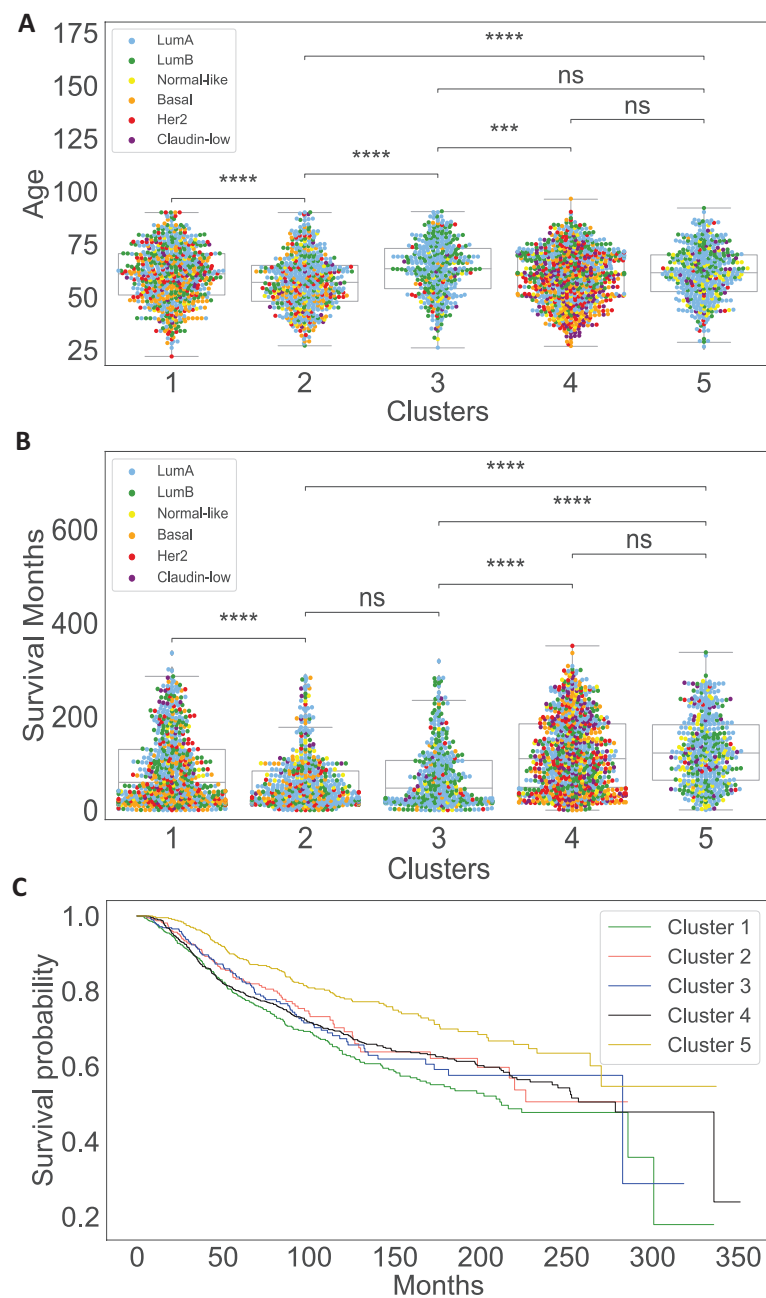 A
175
150
125
100
75
50
25
Age
LumA
LumB
Normal-like
Basal
Her2
Claudin-low
****
ns
ns
***
****
****
1 2 3 4 5
Clusters
B
600
400
200
0
Survival Months
LumA
LumB
Normal-like
Basal
Her2
Claudin-low
****
****
ns
****
ns
****
1 2 3 4 5
Clusters
C
1.0
0.8
0.6
0.4
0.2
Survival probability
Cluster 1
Cluster 2
Cluster 3
Cluster 4
Cluster 5
0 50 100 150 200 250 300 350
Months